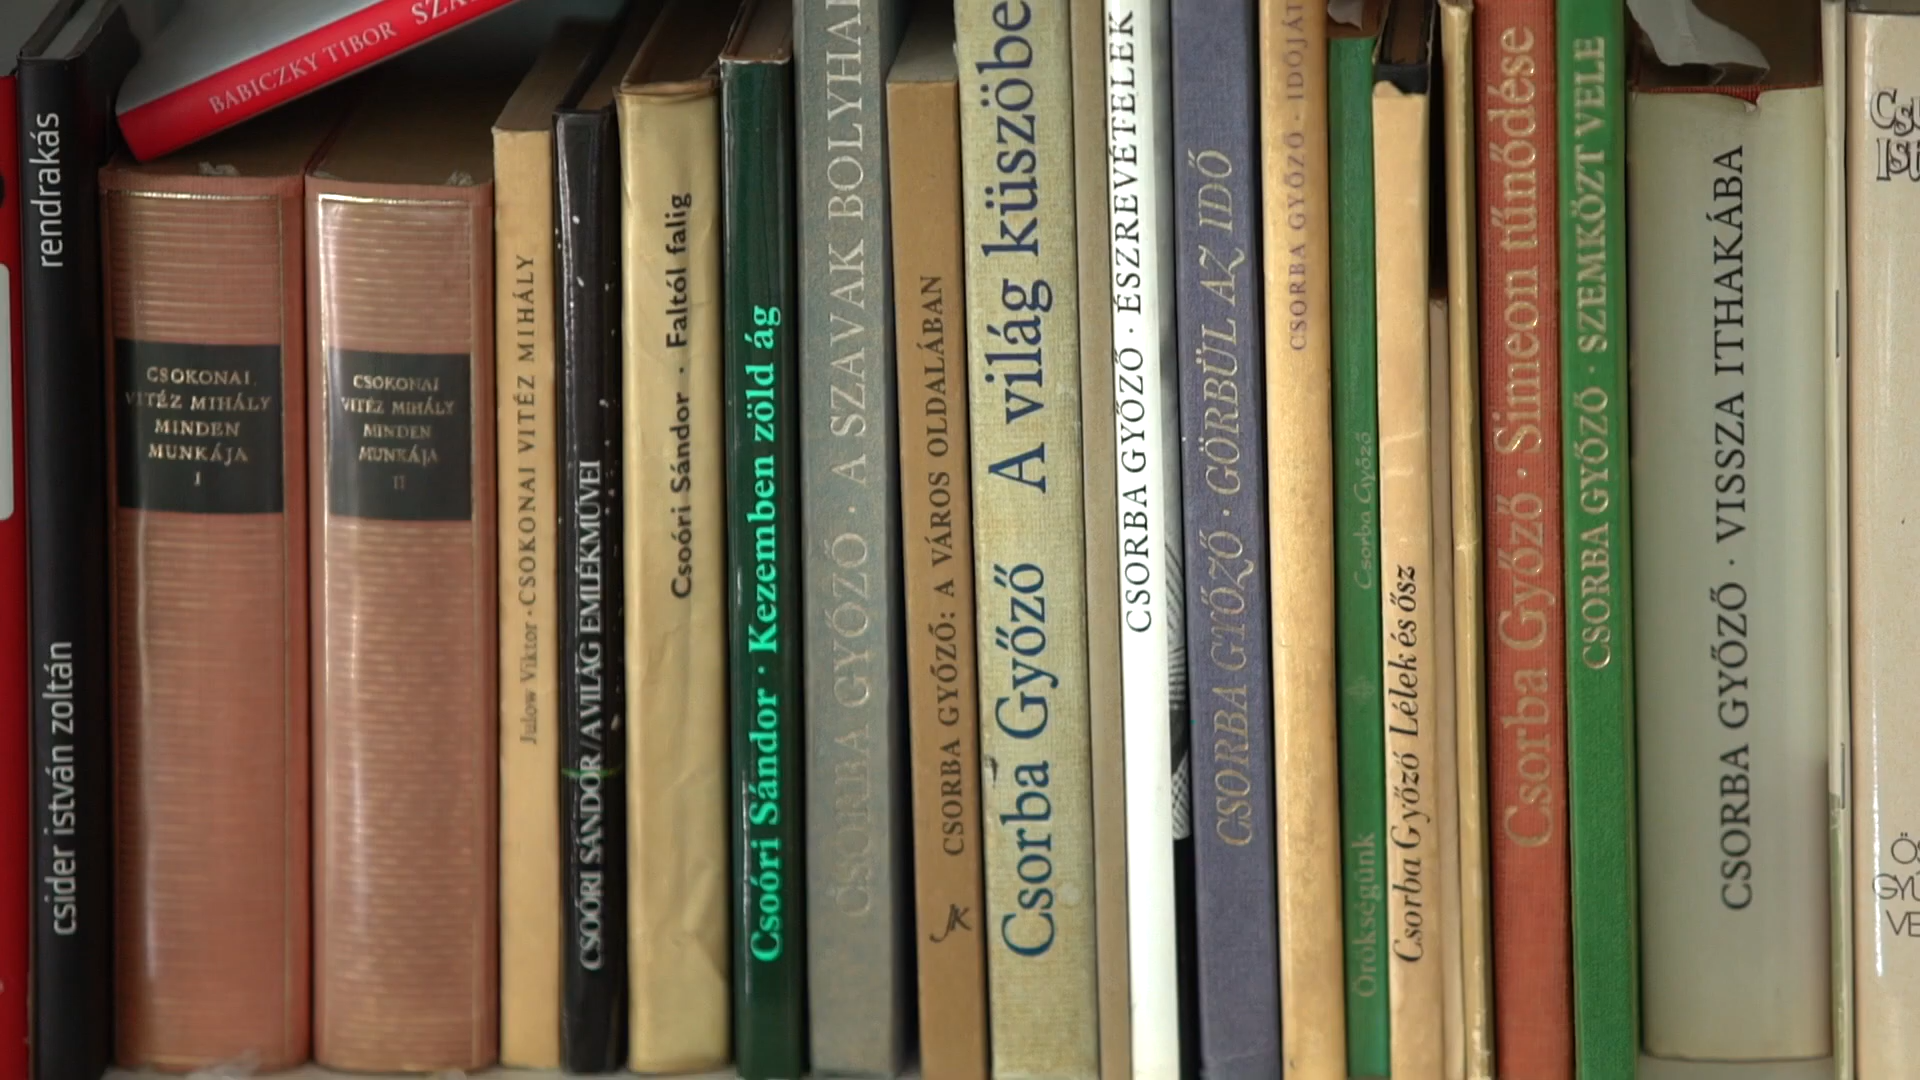 BABICZKY TIBOR
csider istván zoltán rendrakás
CSOKONAI
VITÉZ MIHÁLY
MINDEN
MUNKÁJA
I
CSOKONAI
VITÉZ MIHÁLY
MINDEN
MUNKÁJA
II
Julow Viktor · CSOKONAI VITÉZ MIHÁLY
CSOÓRI SÁNDOR / A VILÁG EMLÉKMŰVEI
Csoóri Sándor · Faltól falig
Csoóri Sándor · Kezemben zöld ág
CSORBA GYŐZŐ · A SZAVAK
CSORBA GYŐZŐ: A VÁROS OLDALÁBAN
Csorba Győző A világ
CSORBA GYŐZŐ · ÉSZREVÉTELEK
CSORBA GYŐZŐ · GÖRBÜL AZ IDŐ
CSORBA GYŐZŐ ·
Örökségünk Csorba Győző
Csorba Győző Lélek és ősz
Csorba Győző · Simeon tűnődése
CSORBA GYŐZŐ · SZEMKÖZT VELE
CSORBA GYŐZŐ · VISSZA ITHAKÁBA